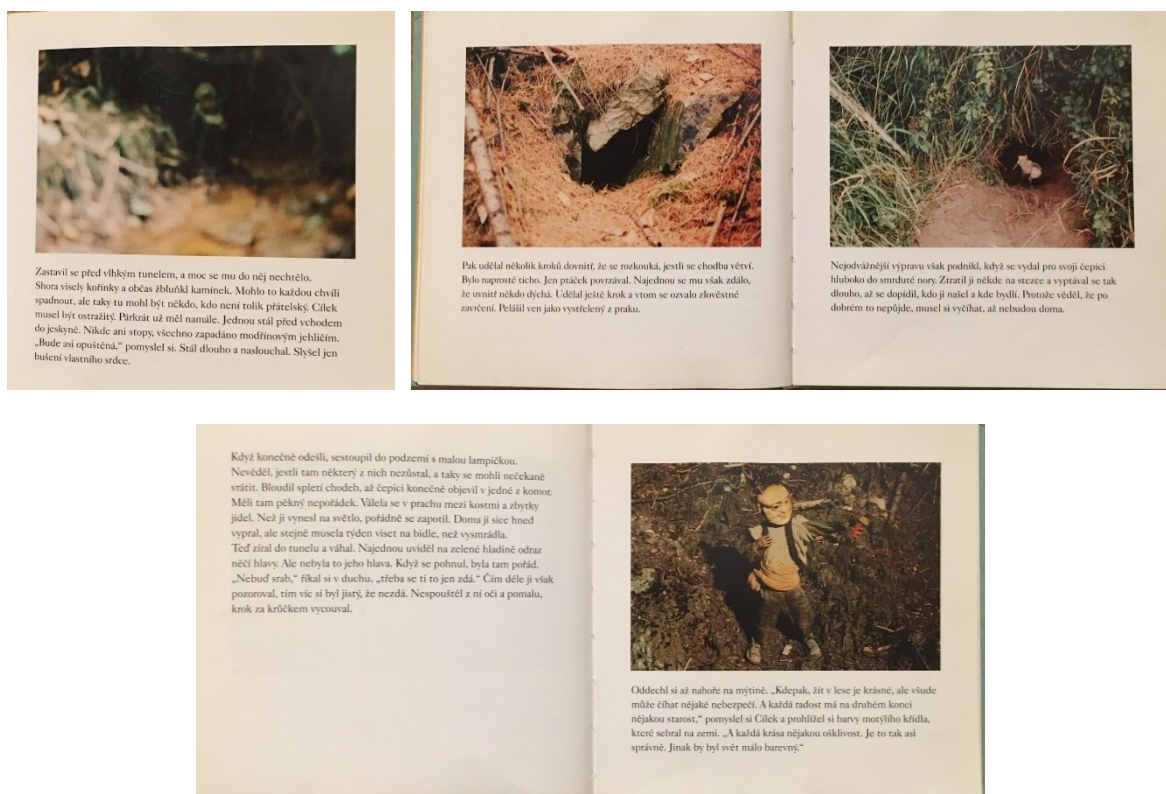 Zastavil se před vlhkým tunelem, a moc se mu do něj nechtělo.
Shora visely kořínky a občas žbluňkl kamínek. Mohlo to každou chvíli
spadnout, ale taky tu mohl být někdo, kdo není tolik přátelský. Cílek
musel být ostražitý. Párkrát už měl namále. Jednou stál před vchodem
do jeskyně. Nikde ani stopy, všechno zapadáno modřínovým jehličím.
„Bude asi opuštěná,“ pomyslel si. Stál dlouho a naslouchal. Slyšel jen
bušení vlastního srdce.
Pak udělal několik kroků dovnitř, že se rozkouká, jestli se chodba větví.
Bylo naprosté ticho. Jen ptáček povrzával. Najednou se mu však zdálo,
že uvnitř někdo dýchá. Udělal ještě krok a vtom se ozvalo zlověstné
zavrčení. Pelášil ven jako vystřelený z praku.
Nejodvážnější výpravu však podnikl, když se vydal pro svoji čepici
hluboko do smruté nory. Ztratil ji někde na stezce a vyptával se tak
dlouho, až se dopídil, kdo ji našel a kde bydlí. Protože věděl, že po
dobrém to nepůjde, musel si vyčíhat, až nebudou doma.
Když konečně odešli, sestoupil do podzemí s malou lampičkou.
Nevěděl, jestli tam některý z nich nezůstal, a taky se mohli nečekaně
vrátit. Bloudil spletí chodeb, až čepici konečně objevil v jedné z komor.
Měli tam pěkný nepořádek. Válela se v prachu mezi kostmi a zbytky
jídel. Než ji vynesl na světlo, pořádně se zapotil. Doma ji sice hned
vypral, ale stejně musela týden viset na bidle, než vysmrádla.
Teď zíral do tunelu a váhal. Najednou uviděl na zelené hladině odraz
něčí hlavy. Ale nebyla to jeho hlava. Když se pohnul, byla tam pořád.
„Nebuď srab,“ říkal si v duchu, „třeba se ti to jen zdá.“ Čím déle ji však
pozoroval, tím víc si byl jistý, že nezdá. Nespouštěl z ní oči a pomalu,
krok za krůčkem vycouval.
Oddechl si až nahoře na mýtině. „Kdepak, žít v lese je krásné, ale všude
může číhat nějaké nebezpečí. A každá radost má na druhém konci
nějakou starost,“ pomyslel si Cílek a prohlížel si barvy motýlího křídla,
které sebral na zemi. „A každá krása nějakou ošklivost. Je to tak asi
správně. Jinak by byl svět málo barevný.“